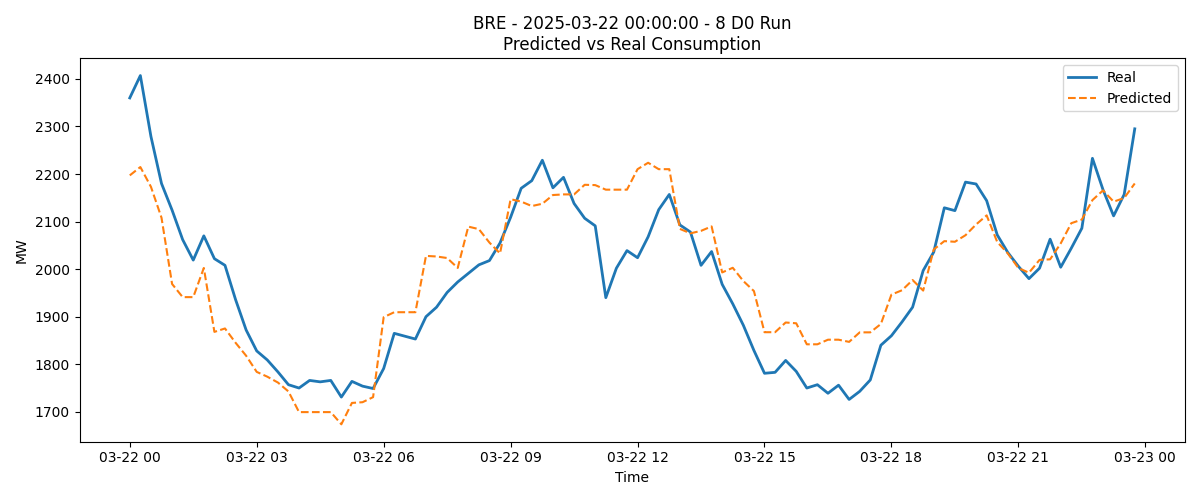 BRE - 2025-03-22 00:00:00 - 8 D0 Run
Predicted vs Real Consumption
Real
Predicted
MW
2400
2300
2200
2100
2000
1900
1800
1700
03-22 00
03-22 03
03-22 06
03-22 09
03-22 12
03-22 15
03-22 18
03-22 21
03-23 00
Time